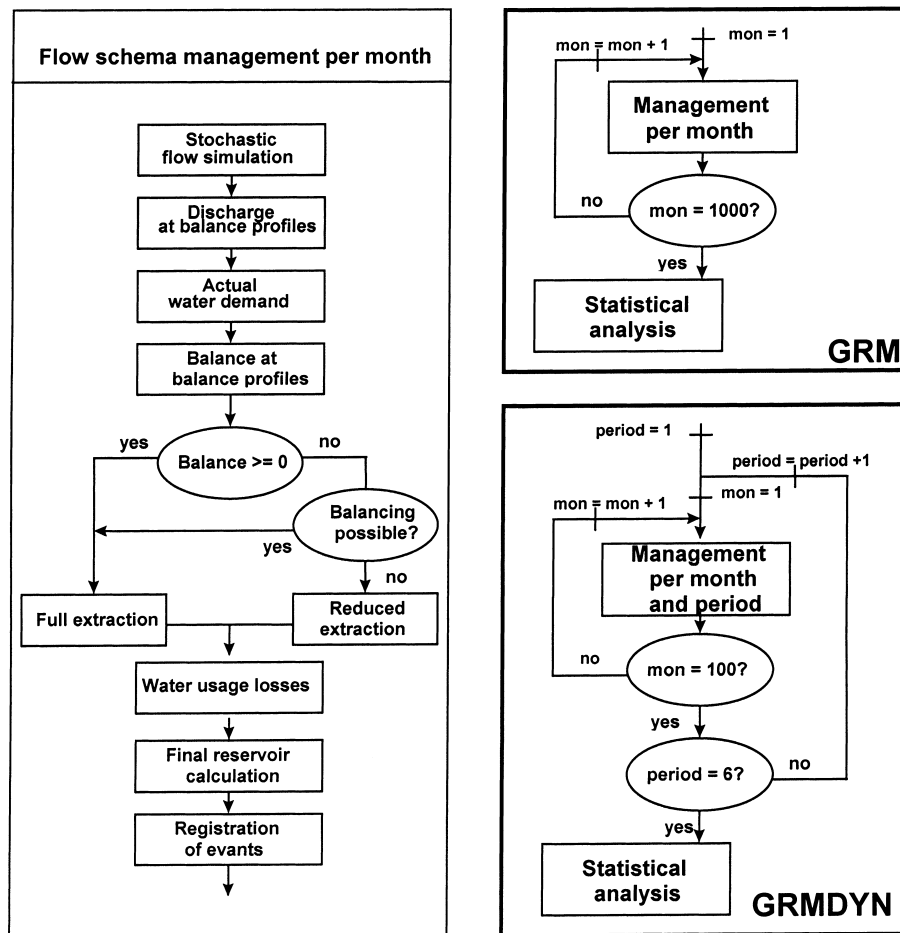 Flow schema management per month
Stochastic
flow simulation
Discharge
at balance profiles
Actual
water demand
Balance at
balance profiles
yes
no
Balance >= 0
Balancing
possible?
yes
no
Full extraction
Reduced
extraction
Water usage losses
Final reservoir
calculation
Registration
of evants
mon = mon + 1
mon = 1
Management
per month
no
mon = 1000?
yes
Statistical
analysis
GRM
period = 1
period = period +1
mon = mon + 1
mon = 1
Management
per month
and period
no
mon = 100?
yes
period = 6?
no
yes
Statistical
analysis
GRMDYN